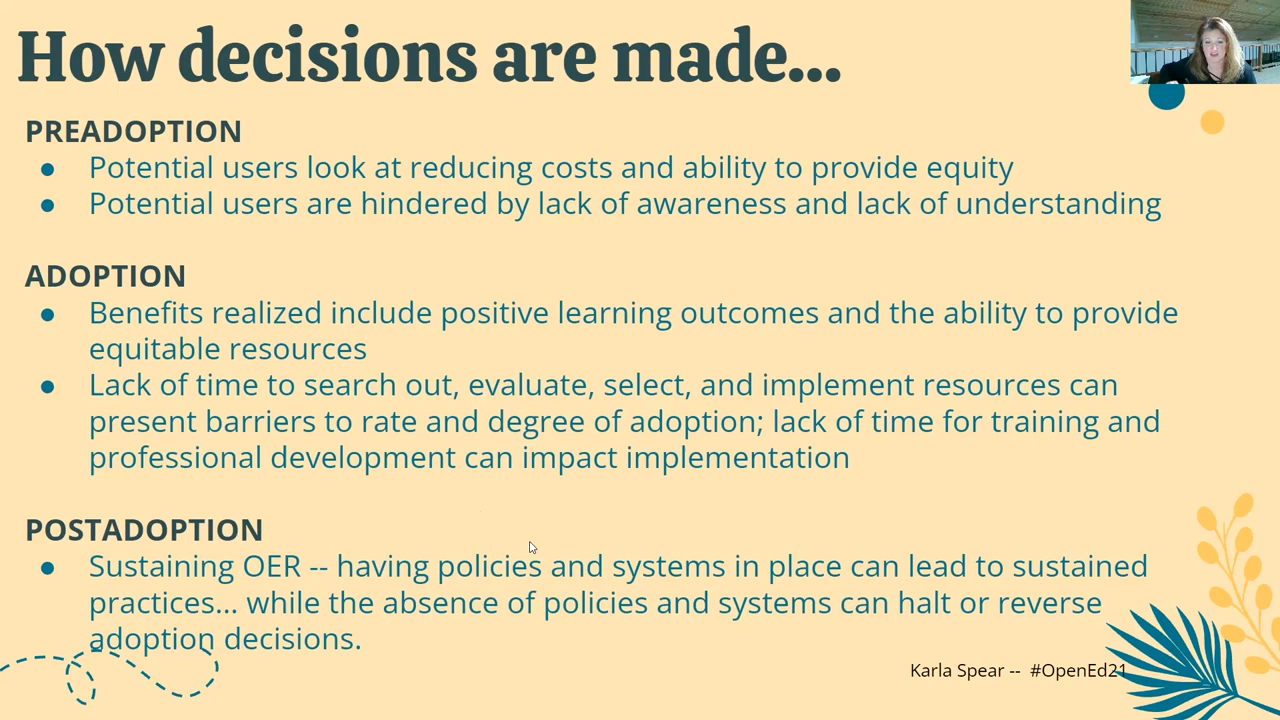 How decisions are made...
PREADOPTION
● Potential users look at reducing costs and ability to provide equity
● Potential users are hindered by lack of awareness and lack of understanding
ADOPTION
● Benefits realized include positive learning outcomes and the ability to provide
equitable resources
● Lack of time to search out, evaluate, select, and implement resources can
present barriers to rate and degree of adoption; lack of time for training and
professional development can impact implementation
POSTADOPTION
● Sustaining OER -- having policies and systems in place can lead to sustained
practices... while the absence of policies and systems can halt or reverse
adoption decisions.
Karla Spear -- #OpenEd21